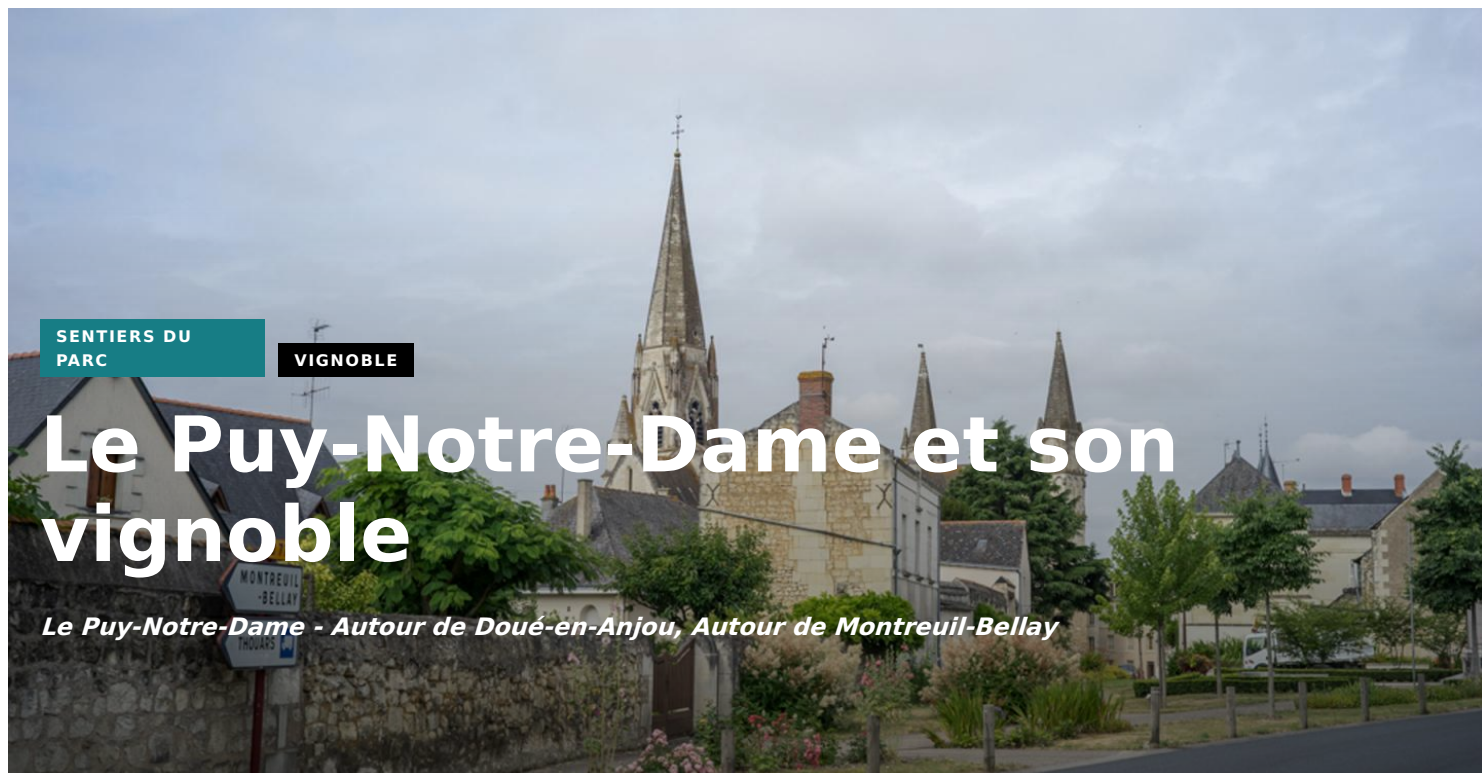 SENTIERS DU
PARC
VIGNOBLE
Le Puy-Notre-Dame et son
vignoble
MONTREUIL
-BELLAY
Le Puy-Notre-Dame - Autour de Doué-en-Anjou, Autour de Montreuil-Bellay
THOUARS